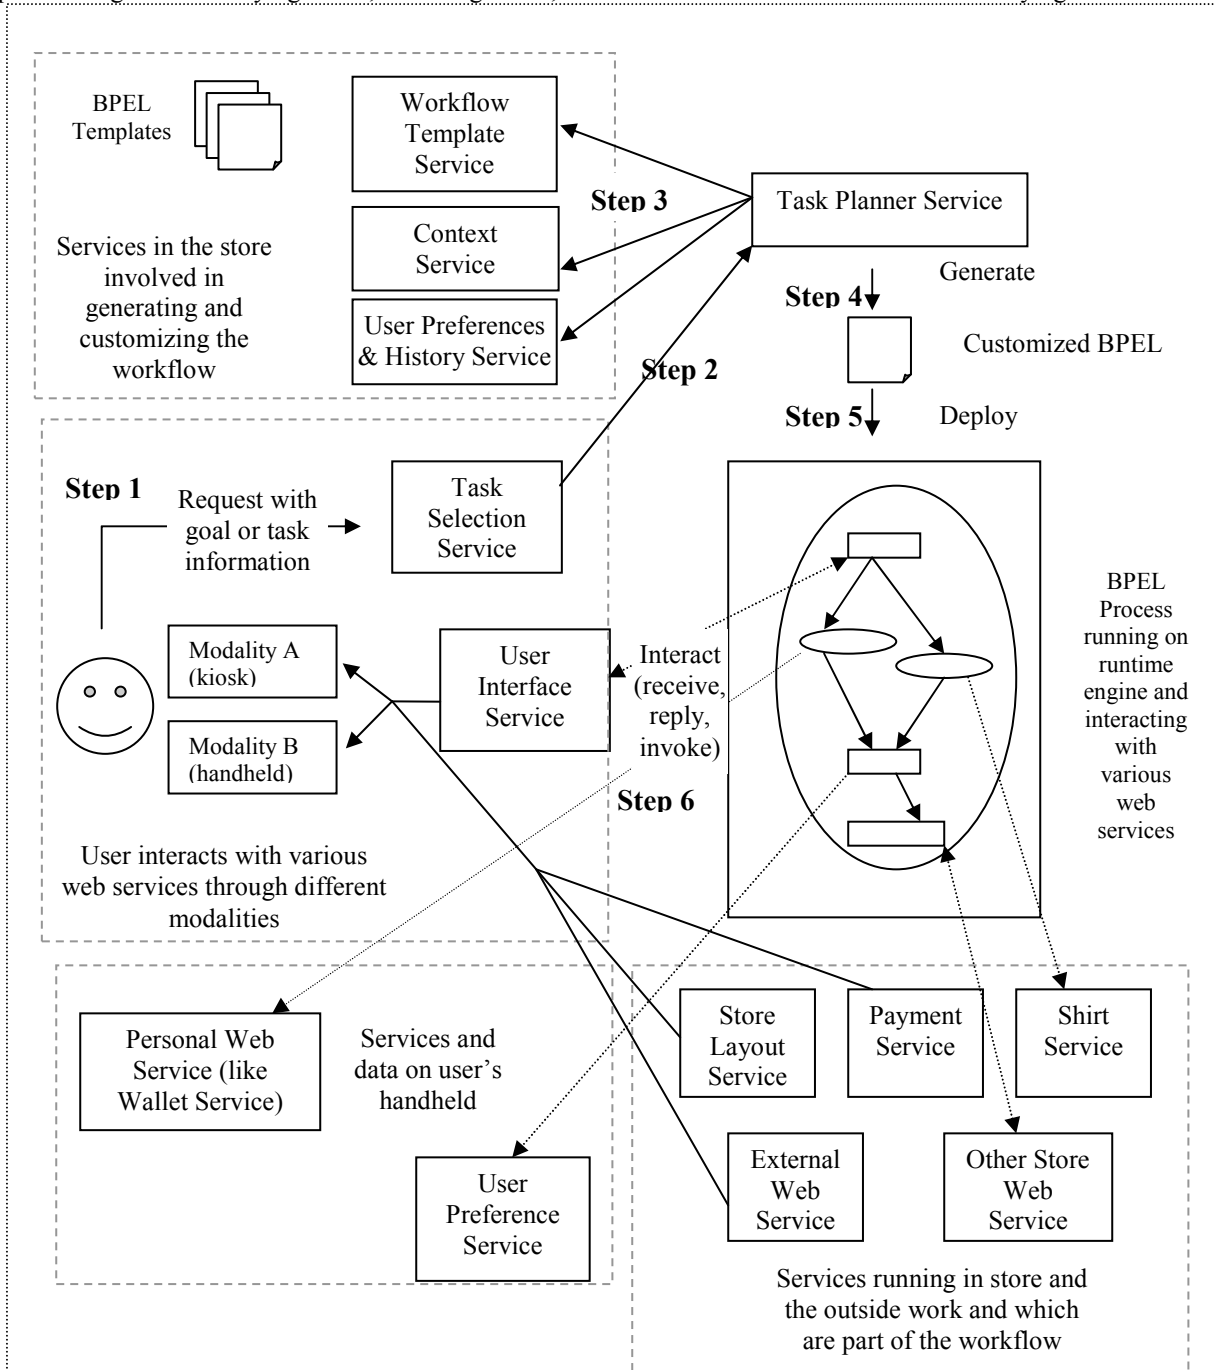 BPEL
Templates
Workflow
Template
Service
Step 3
Task Planner Service
Context
Service
Services in the store
involved in
generating and
customizing the
workflow
User Preferences
& History Service
Generate
Step 4
Customized BPEL
Step 2
Step 5
Deploy
Step 1
Request with
goal or task
information
Task
Selection
Service
Modality A
(kiosk)
User
Interface
Service
Interact
(receive,
reply,
invoke)
BPEL
Process
running on
runtime
engine and
interacting
with
various
web
services
Modality B
(handheld)
Step 6
User interacts with various
web services through different
modalities
Personal Web
Service (like
Wallet Service)
Services and
data on user's
handheld
Store
Layout
Service
Payment
Service
Shirt
Service
User
Preference
Service
External
Web
Service
Other Store
Web
Service
Services running in store and
the outside work and which
are part of the workflow